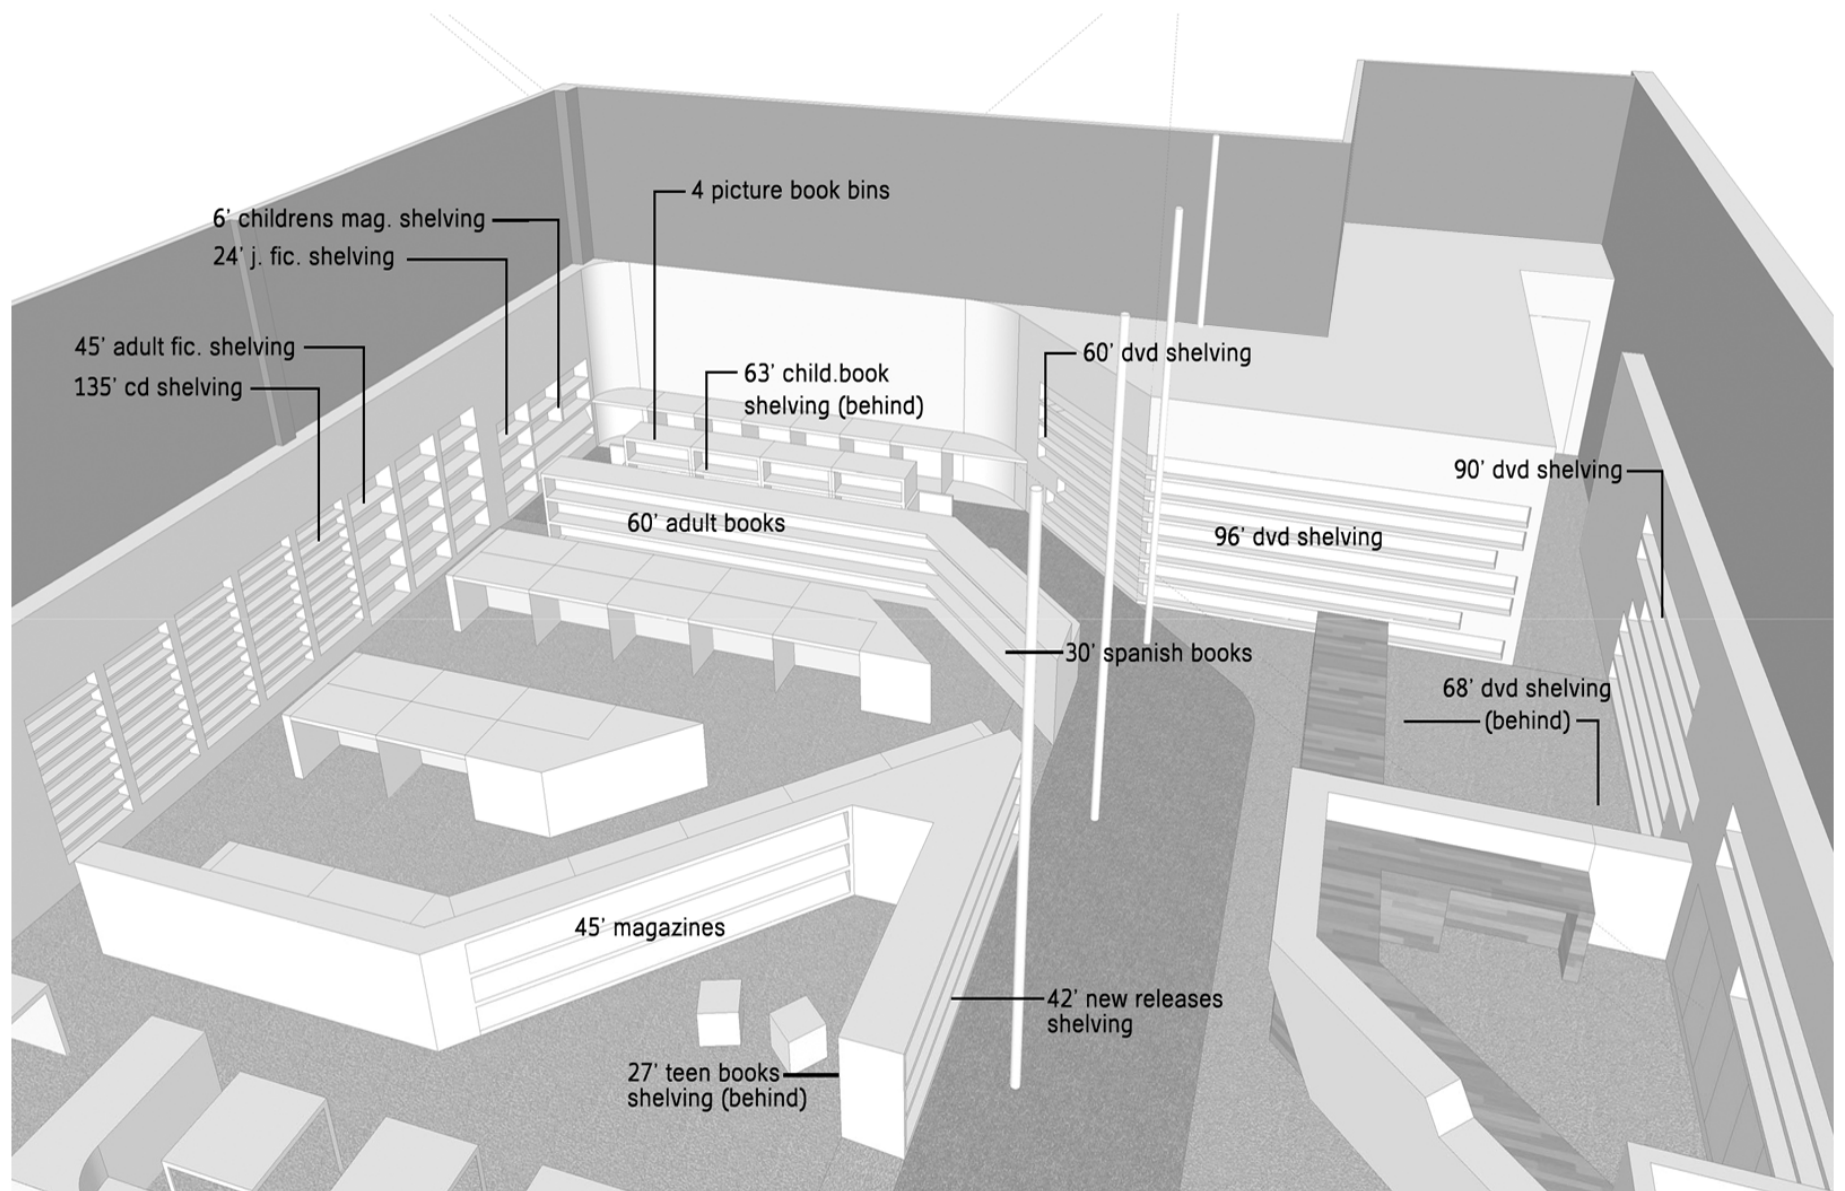 4 picture book bins
6' childrens mag. shelving
24' j. fic. shelving
45' adult fic. shelving
135' cd shelving
63' child.book
shelving (behind)
60' dvd shelving
90' dvd shelving
60' adult books
96' dvd shelving
30' spanish books
68' dvd shelving
(behind)
45' magazines
42' new releases
shelving
27' teen books
shelving (behind)